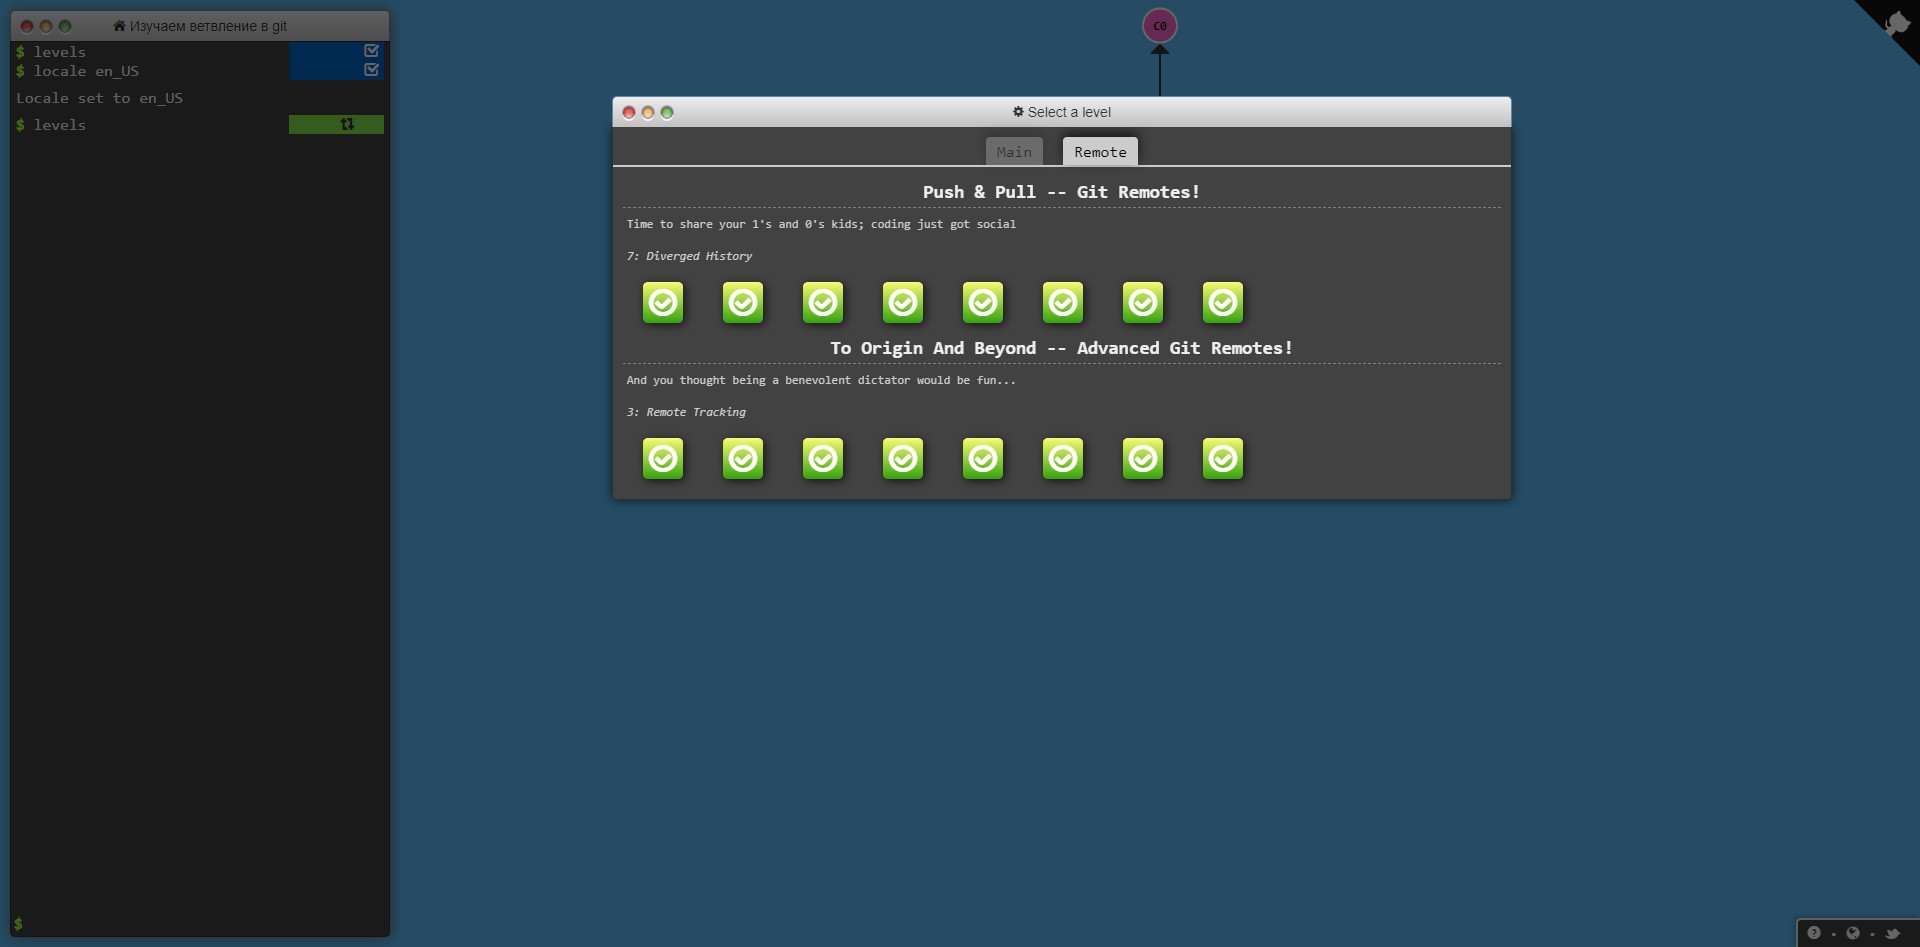 Изучаем ветвление в git
$ levels
$ locale en_US
Locale set to en_US
$ levels
$
C0
Select a level
Main
Remote
Push & Pull -- Git Remotes!
Time to share your 1's and 0's kids; coding just got social
7: Diverged History
To Origin And Beyond -- Advanced Git Remotes!
And you thought being a benevolent dictator would be fun...
3: Remote Tracking